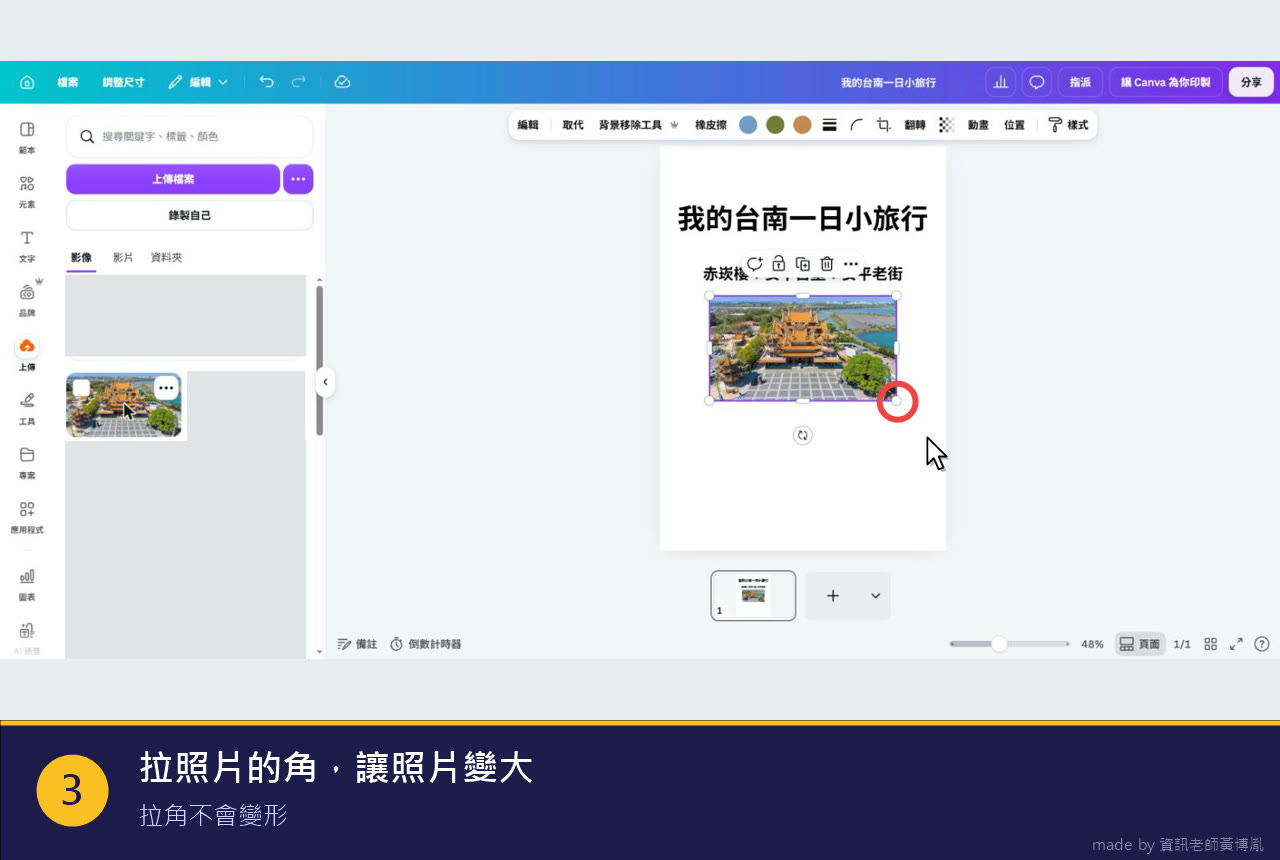 檔案 調整尺寸 編輯 我的台南一日小旅行 指派 讓 Canva 為你印製 分享
範本
元素
文字
品牌
上傳
工具
專案
應用程式
圖表
AI 語音
搜尋關鍵字、標籤、顏色
上傳檔案
錄製自己
影像 影片 資料夾
編輯 取代 背景移除工具 橡皮擦 翻轉 動畫 位置 樣式
我的台南一日小旅行
赤崁樓 平老街
1
備註 倒數計時器 48% 頁面 1/1
3
拉照片的角，讓照片變大
拉角不會變形
made by 資訊老師黃博胤